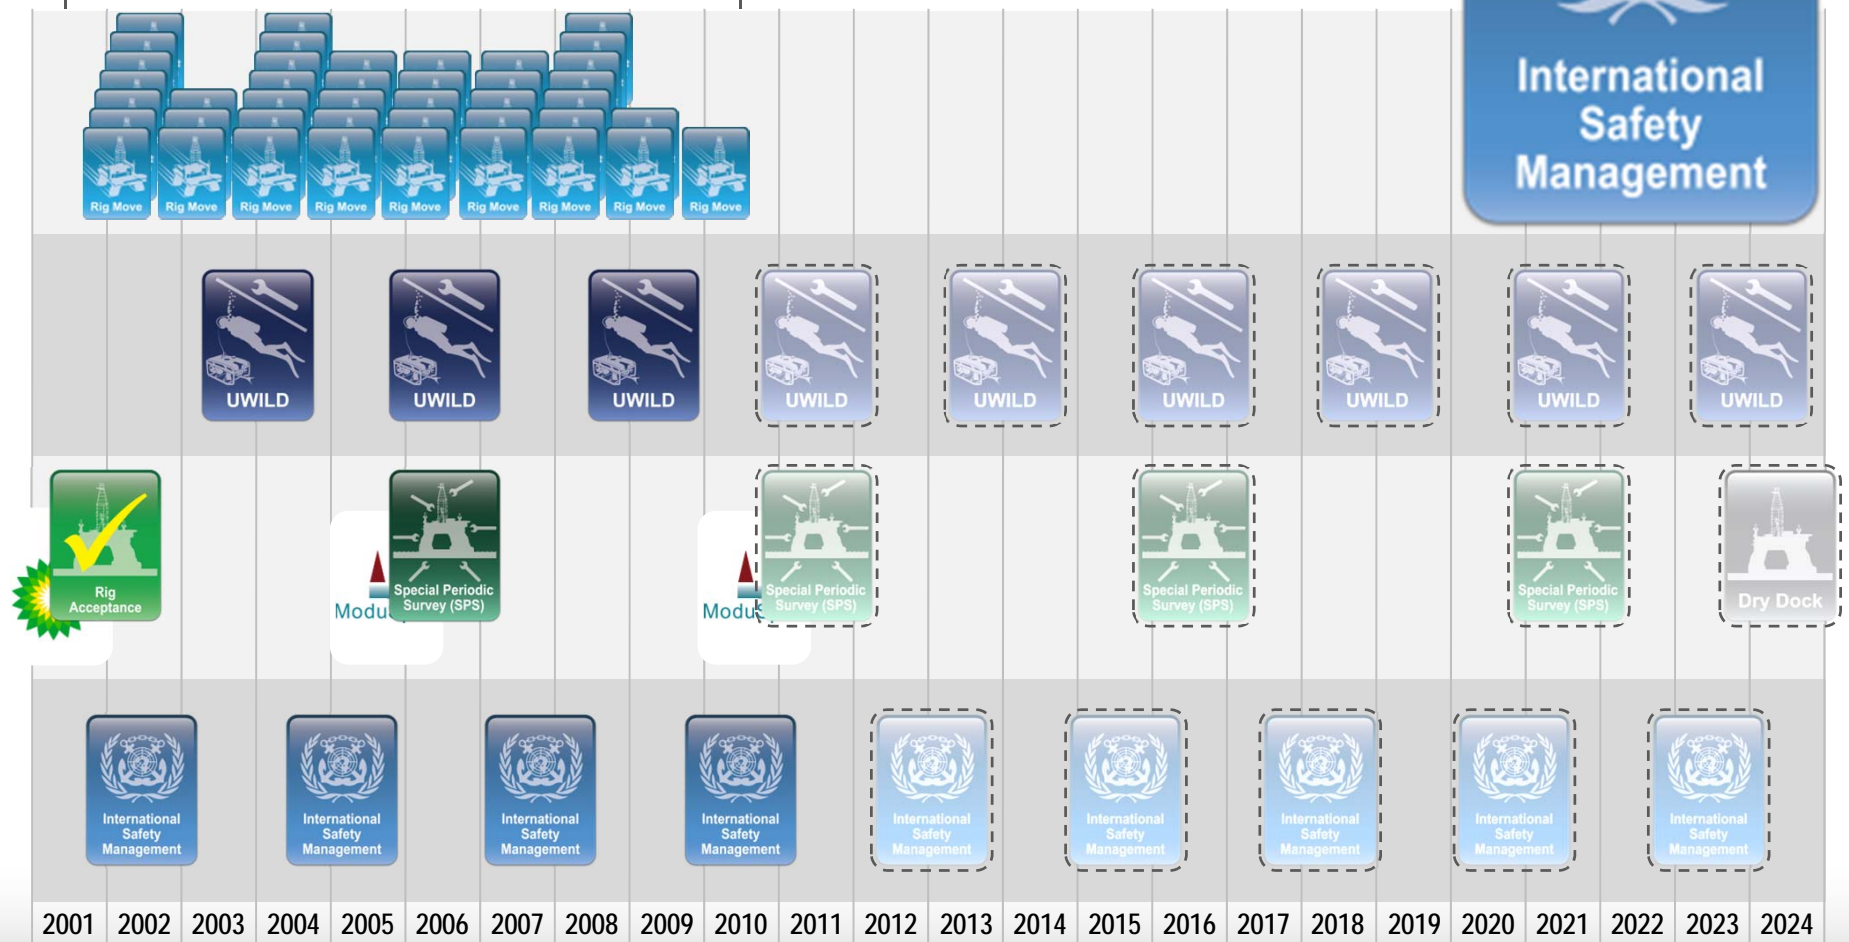 International
Safety
Management
Rig Move
Rig Move
Rig Move
Rig Move
Rig Move
Rig Move
Rig Move
Rig Move
Rig Move
UWILD
UWILD
UWILD
UWILD
UWILD
UWILD
UWILD
UWILD
UWILD
Rig
Acceptance
Special Periodic
Survey (SPS)
Special Periodic
Survey (SPS)
Special Periodic
Survey (SPS)
Special Periodic
Survey (SPS)
Dry Dock
International
Safety
Management
International
Safety
Management
International
Safety
Management
International
Safety
Management
International
Safety
Management
International
Safety
Management
International
Safety
Management
International
Safety
Management
International
Safety
Management
2001 2002 2003 2004 2005 2006 2007 2008 2009 2010 2011 2012 2013 2014 2015 2016 2017 2018 2019 2020 2021 2022 2023 2024